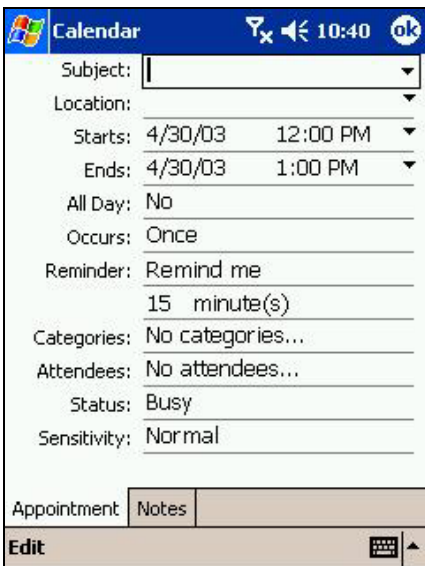 Calendar 10:40 ok
Subject:
Location:
Starts: 4/30/03 12:00 PM
Ends: 4/30/03 1:00 PM
All Day: No
Occurs: Once
Reminder: Remind me
15 minute(s)
Categories: No categories...
Attendees: No attendees...
Status: Busy
Sensitivity: Normal
Appointment Notes
Edit